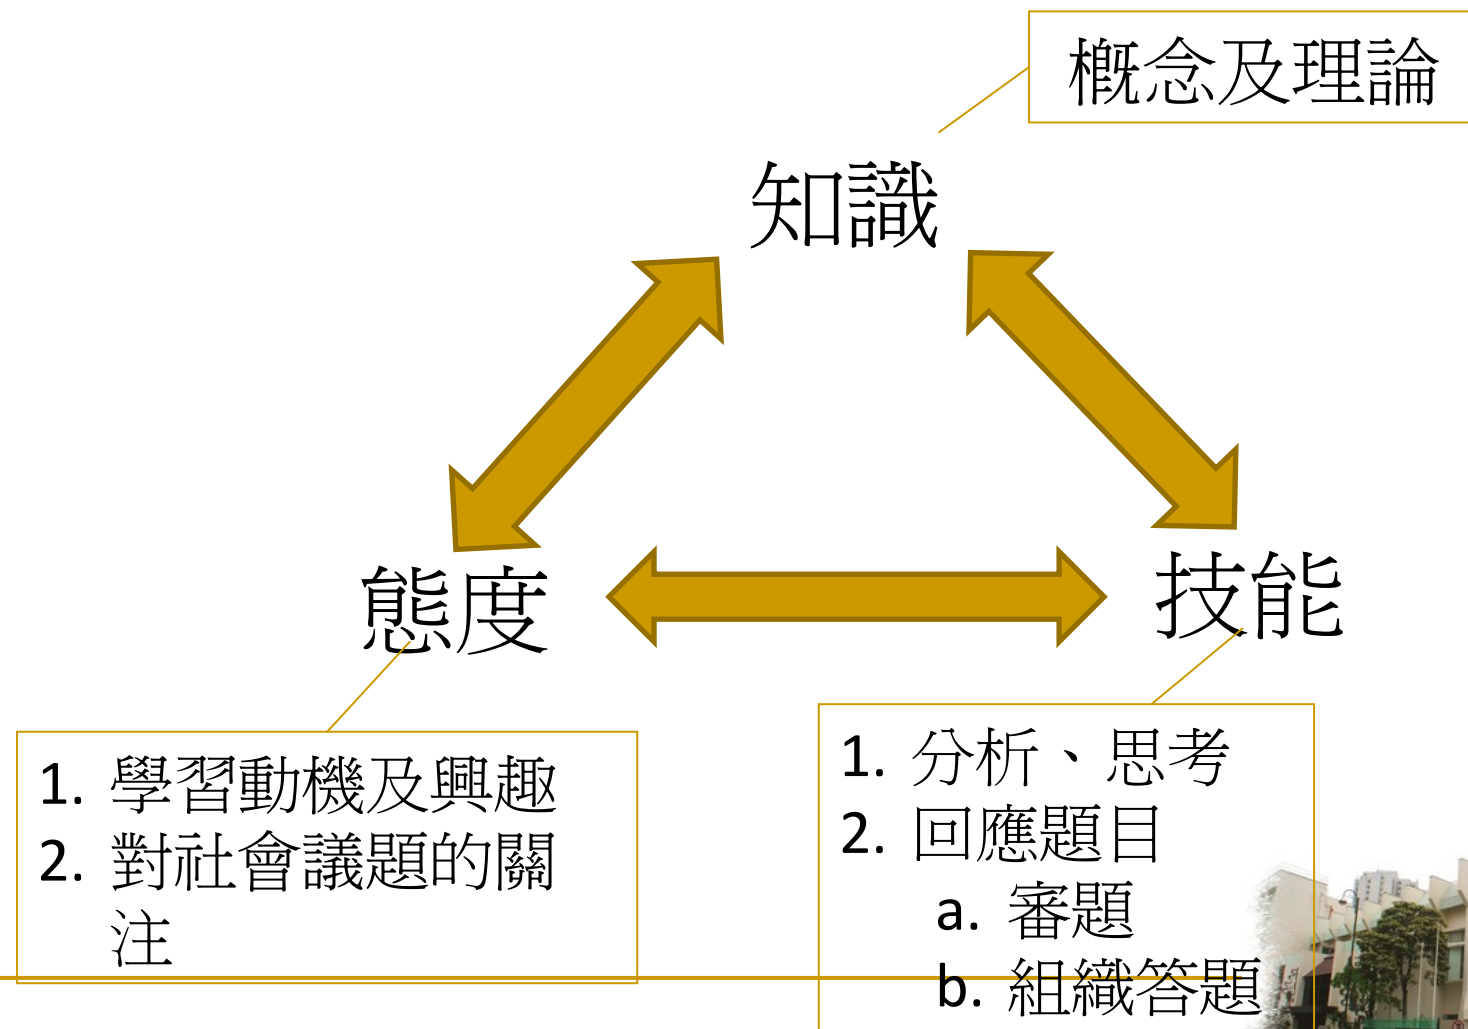 概念及理論
知識
態度
技能
1. 學習動機及興趣
2. 對社會議題的關
注
1. 分析、思考
2. 回應題目
a. 審題
b. 組織答題